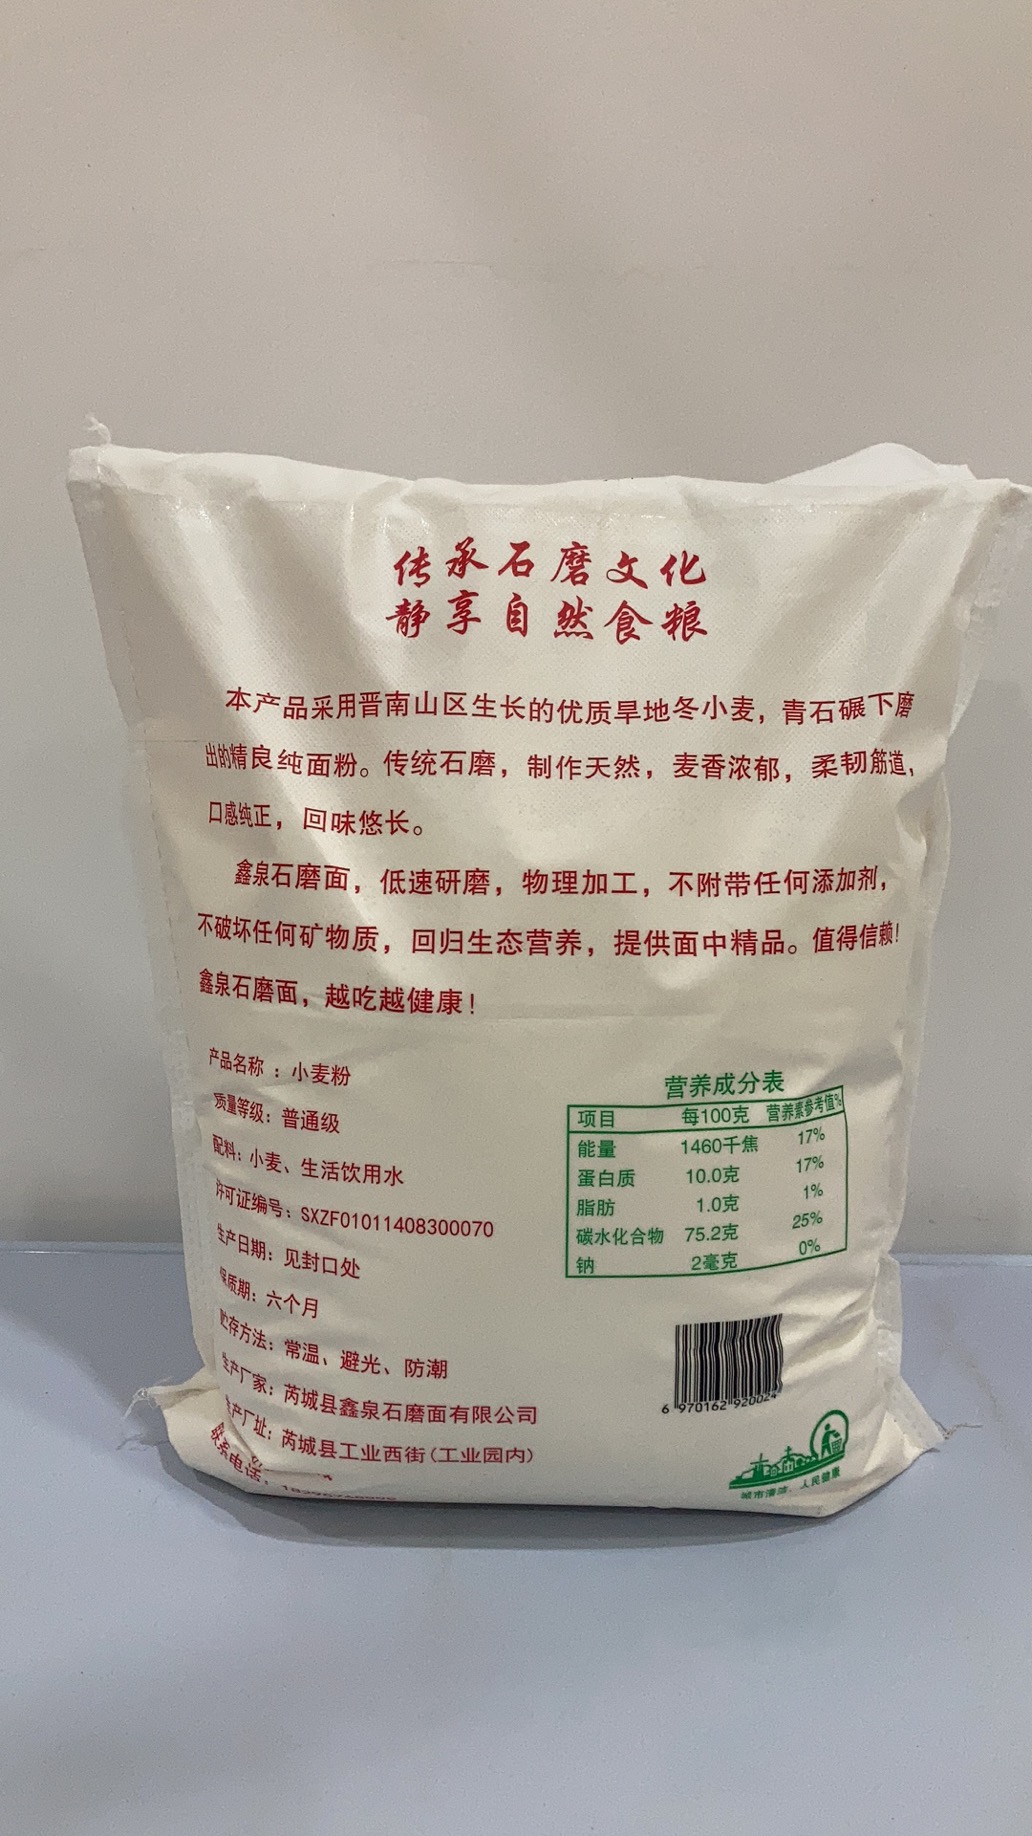 传承石磨文化
静享自然食粮
本产品采用晋南山区生长的优质旱地冬小麦，青石碾下磨
出的精良纯面粉。传统石磨，制作天然，麦香浓郁，柔韧筋道，
口感纯正，回味悠长。
鑫泉石磨面，低速研磨，物理加工，不附带任何添加剂，
不破坏任何矿物质，回归生态营养，提供面中精品。值得信赖！
鑫泉石磨面，越吃越健康！
产品名称：小麦粉
质量等级：普通级
配料：小麦、生活饮用水
许可证编号：SXZF01011408300070
生产日期：见封口处
保质期：六个月
贮存方法：常温、避光、防潮
生产厂家：芮城县鑫泉石磨面有限公司
生产厂址：芮城县工业西街（工业园内）
联系电话：
营养成分表
项目 每100克 营养素参考值%
能量 1460千焦 17%
蛋白质 10.0克 17%
脂肪 1.0克 1%
碳水化合物 75.2克 25%
钠 2毫克 0%
6 970162 920024
城市清洁，人民健康